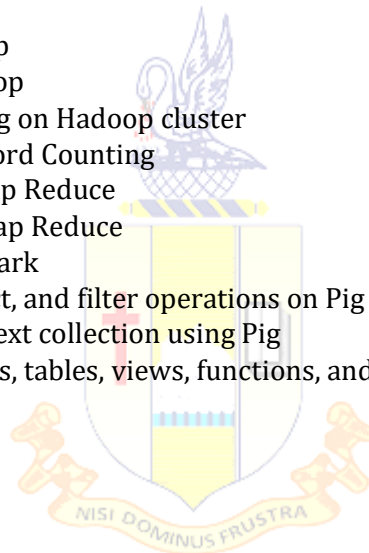 p
op
g on Hadoop cluster
ord Counting
p Reduce
ap Reduce
ark
ct, and filter operations on Pig
ext collection using Pig
s, tables, views, functions, and
NISI DOMINUS FRUSTRA